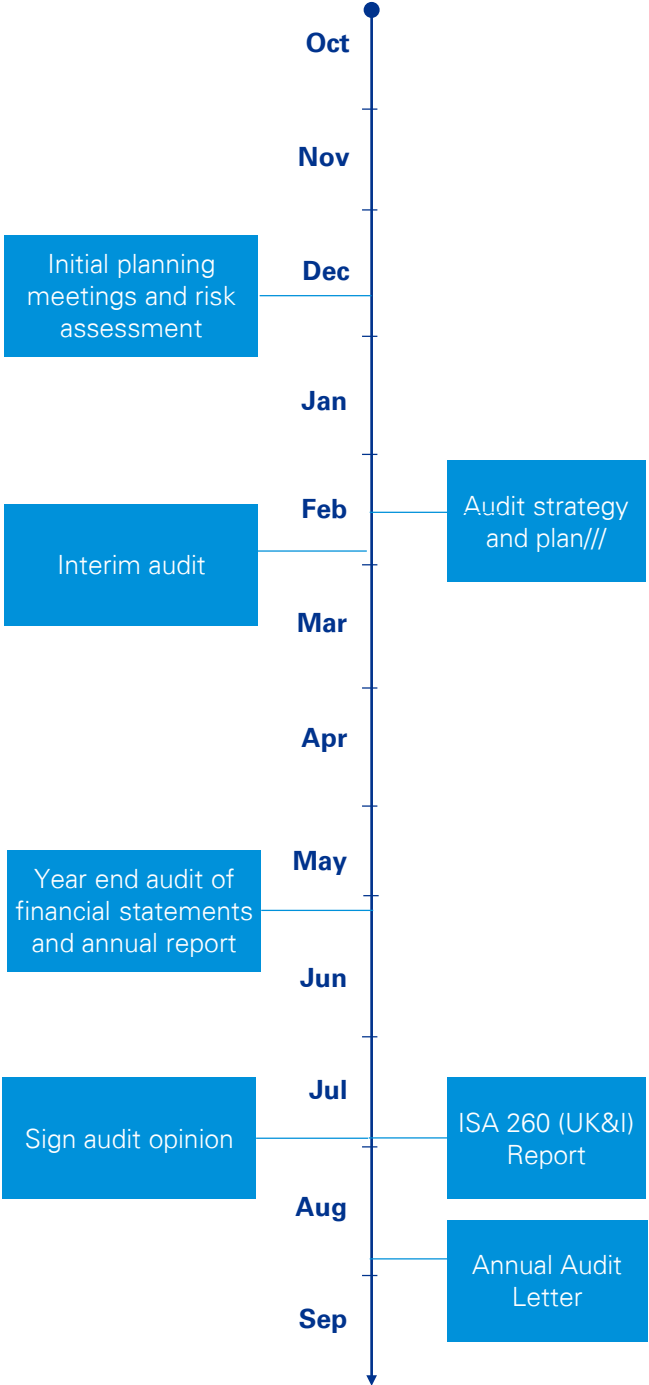 Oct
Nov
Dec
Initial planning
meetings and risk
assessment
Jan
Feb
Audit strategy
and plan///
Interim audit
Mar
Apr
May
Year end audit of
financial statements
and annual report
Jun
Jul
Sign audit opinion
ISA 260 (UK&I)
Report
Aug
Annual Audit
Letter
Sep